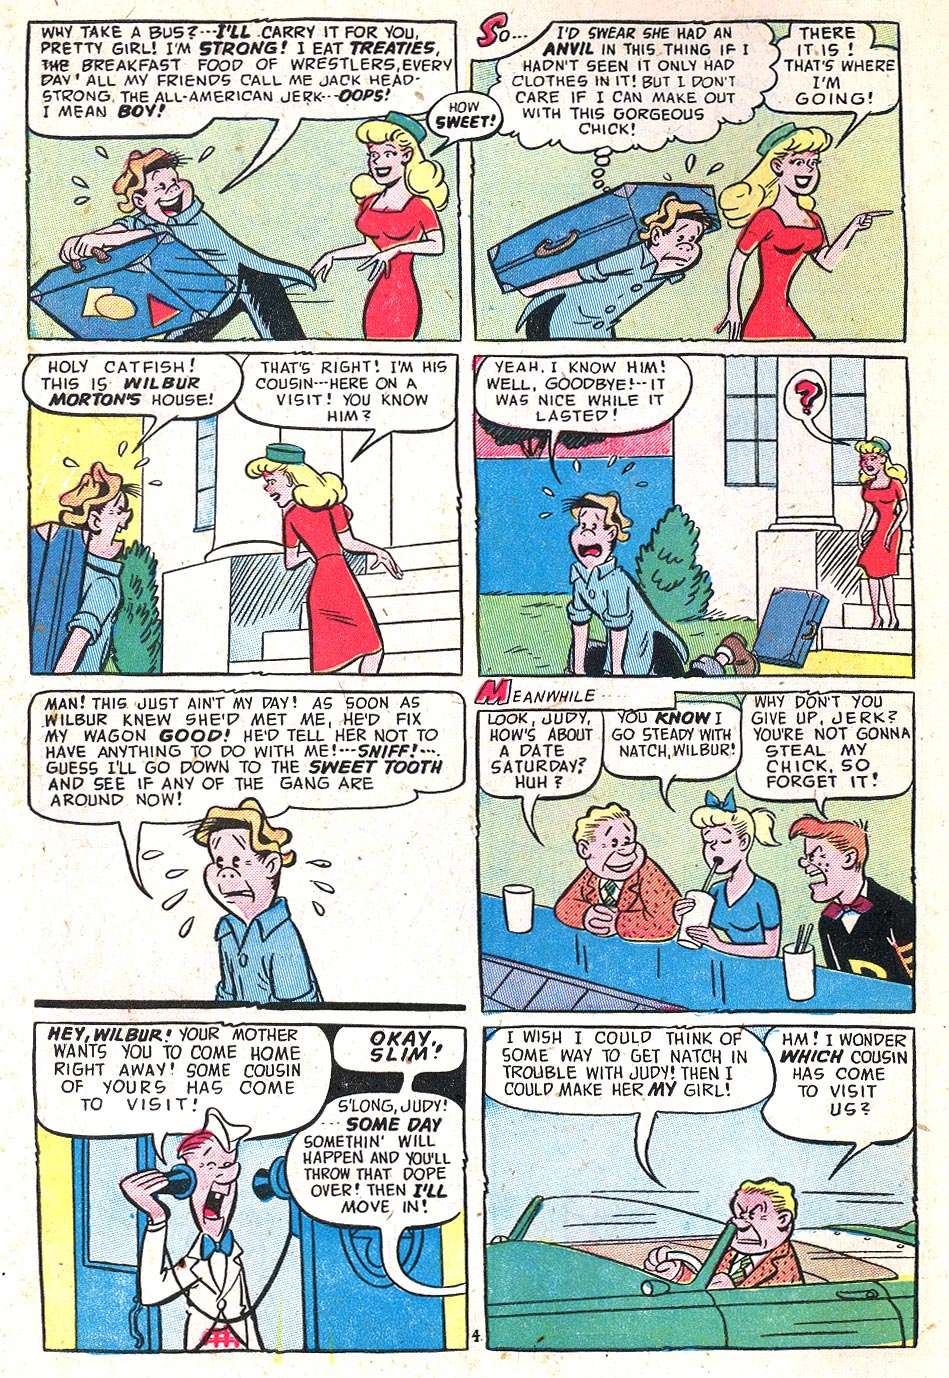 WHY TAKE A BUS?---I'LL CARRY IT FOR YOU,
PRETTY GIRL! I'M STRONG! I EAT TREATIES,
THE BREAKFAST FOOD OF WRESTLERS, EVERY
DAY! ALL MY FRIENDS CALL ME JACK HEAD-
STRONG, THE ALL-AMERICAN JERK---OOPS!
I MEAN BOY!
HOW
SWEET!
SO...
I'D SWEAR SHE HAD AN
ANVIL IN THIS THING IF I
HADN'T SEEN IT ONLY HAD
CLOTHES IN IT! BUT I DON'T
CARE IF I CAN MAKE OUT
WITH THIS GORGEOUS
CHICK!
THERE
IT IS!
THAT'S WHERE
I'M
GOING!
HOLY CATFISH!
THIS IS WILBUR
MORTON'S HOUSE!
THAT'S RIGHT! I'M HIS
COUSIN---HERE ON A
VISIT! YOU KNOW
HIM?
YEAH. I KNOW HIM!
WELL, GOODBYE!--IT
WAS NICE WHILE IT
LASTED!
?
MAN! THIS JUST AIN'T MY DAY! AS SOON AS
WILBUR KNEW SHE'D MET ME, HE'D FIX
MY WAGON GOOD! HE'D TELL HER NOT TO
HAVE ANYTHING TO DO WITH ME!---SNIFF!---
GUESS I'LL GO DOWN TO THE SWEET TOOTH
AND SEE IF ANY OF THE GANG ARE
AROUND NOW!
MEANWHILE.....
LOOK, JUDY,
HOW'S ABOUT
A DATE
SATURDAY?
HUH?
YOU KNOW I
GO STEADY WITH
NATCH, WILBUR!
WHY DON'T YOU
GIVE UP, JERK?
YOU'RE NOT GONNA
STEAL MY
CHICK, SO
FORGET IT!
HEY, WILBUR! YOUR MOTHER
WANTS YOU TO COME HOME
RIGHT AWAY! SOME COUSIN
OF YOURS HAS COME
TO VISIT!
OKAY,
SLIM!
S'LONG, JUDY!
---SOME DAY
SOMETHIN' WILL
HAPPEN AND YOU'LL
THROW THAT DOPE
OVER! THEN I'LL
MOVE IN!
I WISH I COULD THINK OF
SOME WAY TO GET NATCH IN
TROUBLE WITH JUDY! THEN I
COULD MAKE HER MY GIRL!
HM! I WONDER
WHICH COUSIN
HAS COME
TO VISIT
US?
4